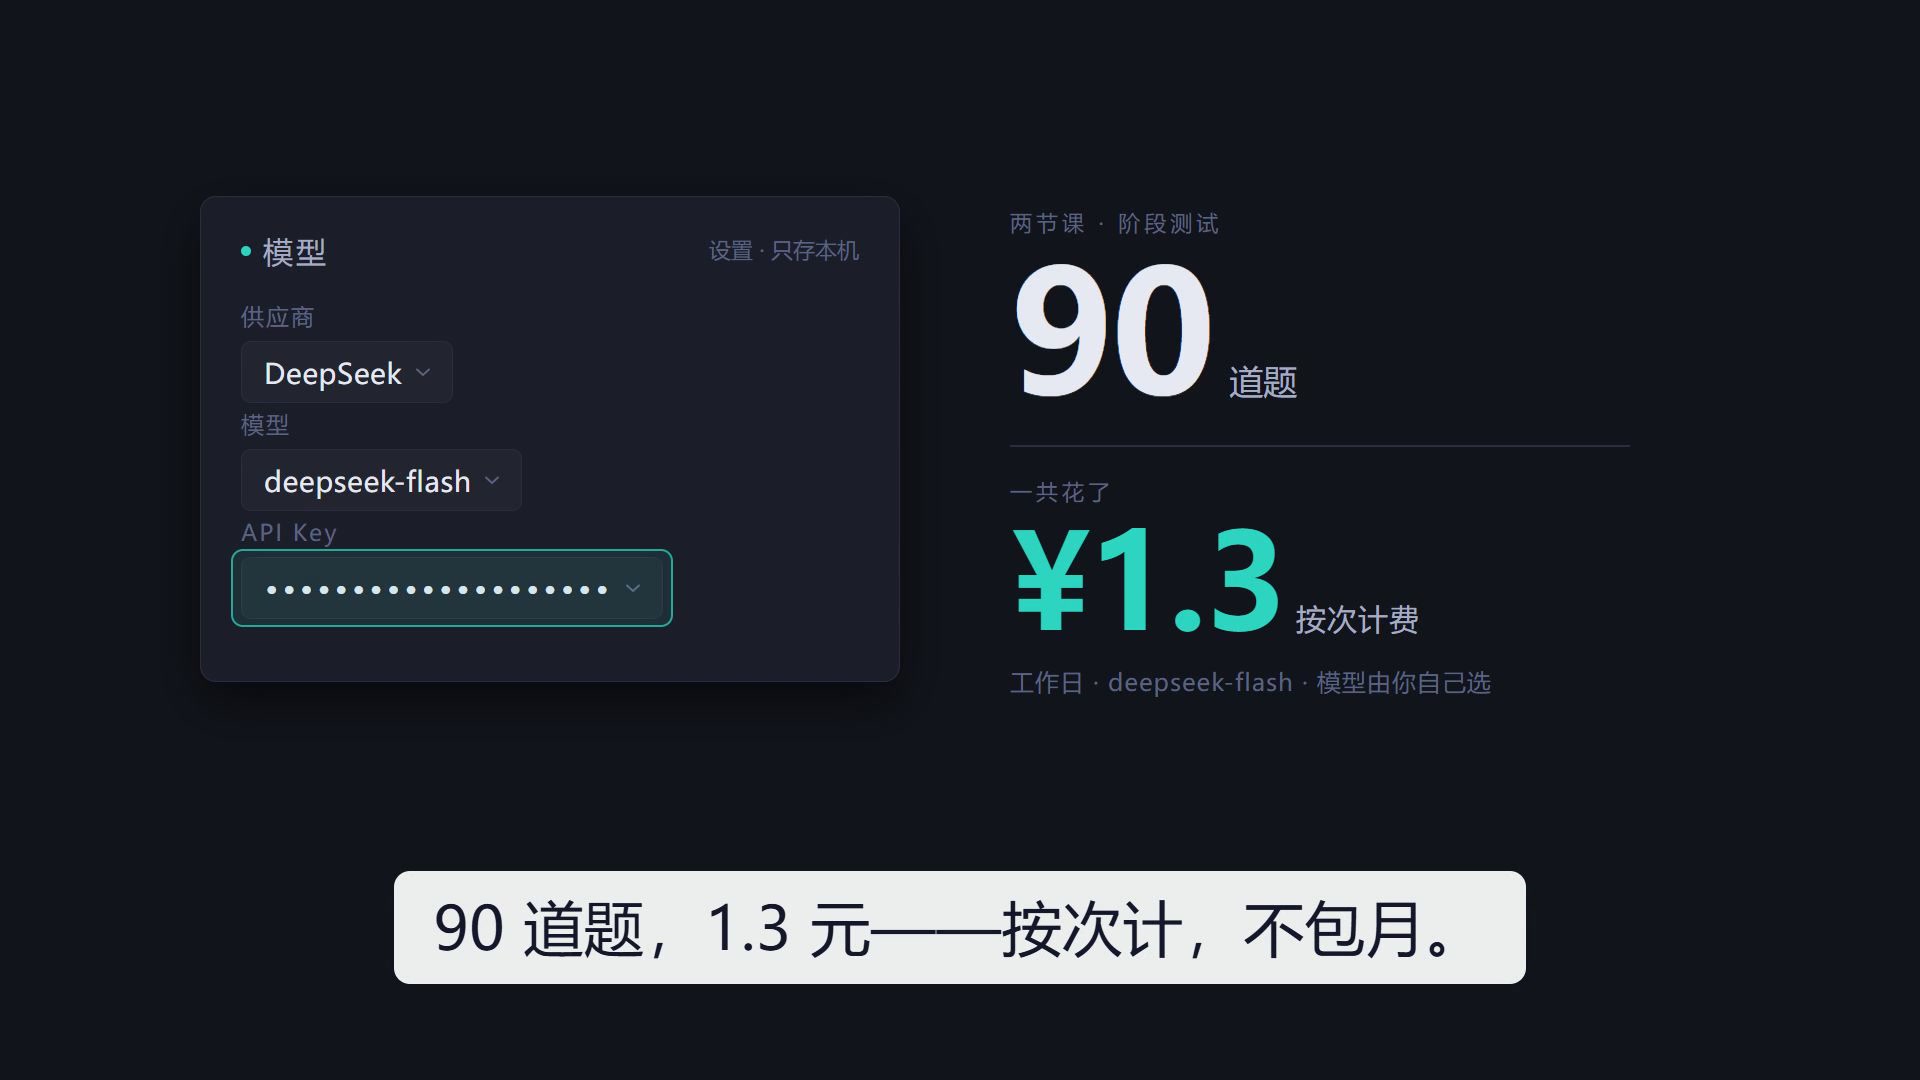 模型
设置 · 只存本机
供应商
DeepSeek
模型
deepseek-flash
API Key
••••••••••••••••••••
两节课 · 阶段测试
90 道题
一共花了
¥1.3 按次计费
工作日 · deepseek-flash · 模型由你自己选
90 道题，1.3 元——按次计，不包月。